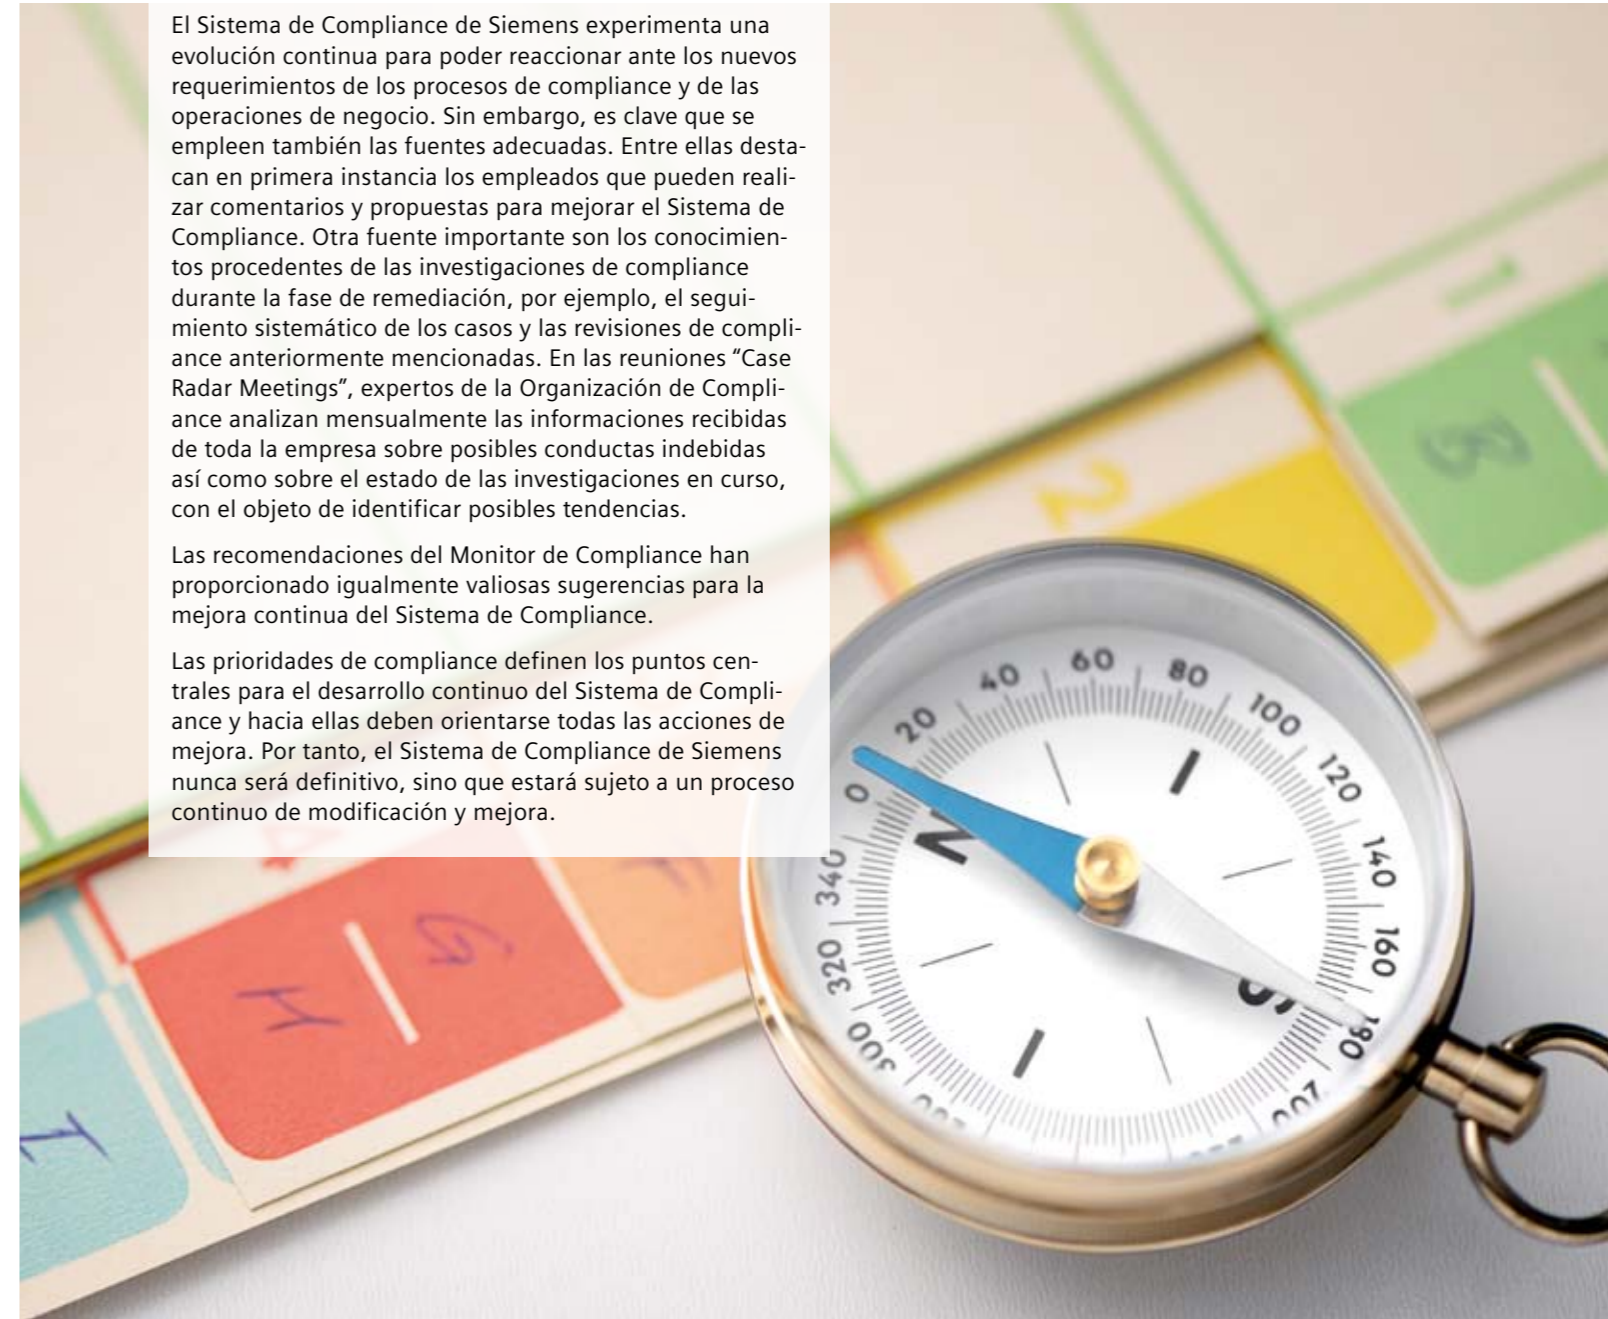 El Sistema de Compliance de Siemens experimenta una
evolución continua para poder reaccionar ante los nuevos
requerimientos de los procesos de compliance y de las
operaciones de negocio. Sin embargo, es clave que se
empleen también las fuentes adecuadas. Entre ellas desta-
can en primera instancia los empleados que pueden reali-
zar comentarios y propuestas para mejorar el Sistema de
Compliance. Otra fuente importante son los conocimien-
tos procedentes de las investigaciones de compliance
durante la fase de remediación, por ejemplo, el segui-
miento sistemático de los casos y las revisiones de compli-
ance anteriormente mencionadas. En las reuniones “Case
Radar Meetings”, expertos de la Organización de Compli-
ance analizan mensualmente las informaciones recibidas
de toda la empresa sobre posibles conductas indebidas
así como sobre el estado de las investigaciones en curso,
con el objeto de identificar posibles tendencias.
Las recomendaciones del Monitor de Compliance han
proporcionado igualmente valiosas sugerencias para la
mejora continua del Sistema de Compliance.
Las prioridades de compliance definen los puntos cen-
trales para el desarrollo continuo del Sistema de Compli-
ance y hacia ellas deben orientarse todas las acciones de
mejora. Por tanto, el Sistema de Compliance de Siemens
nunca será definitivo, sino que estará sujeto a un proceso
continuo de modificación y mejora.
1
B
2
4
F
G
H
I
0
20
40
60
80
100
120
140
160
180
200
300
320
340
N
S